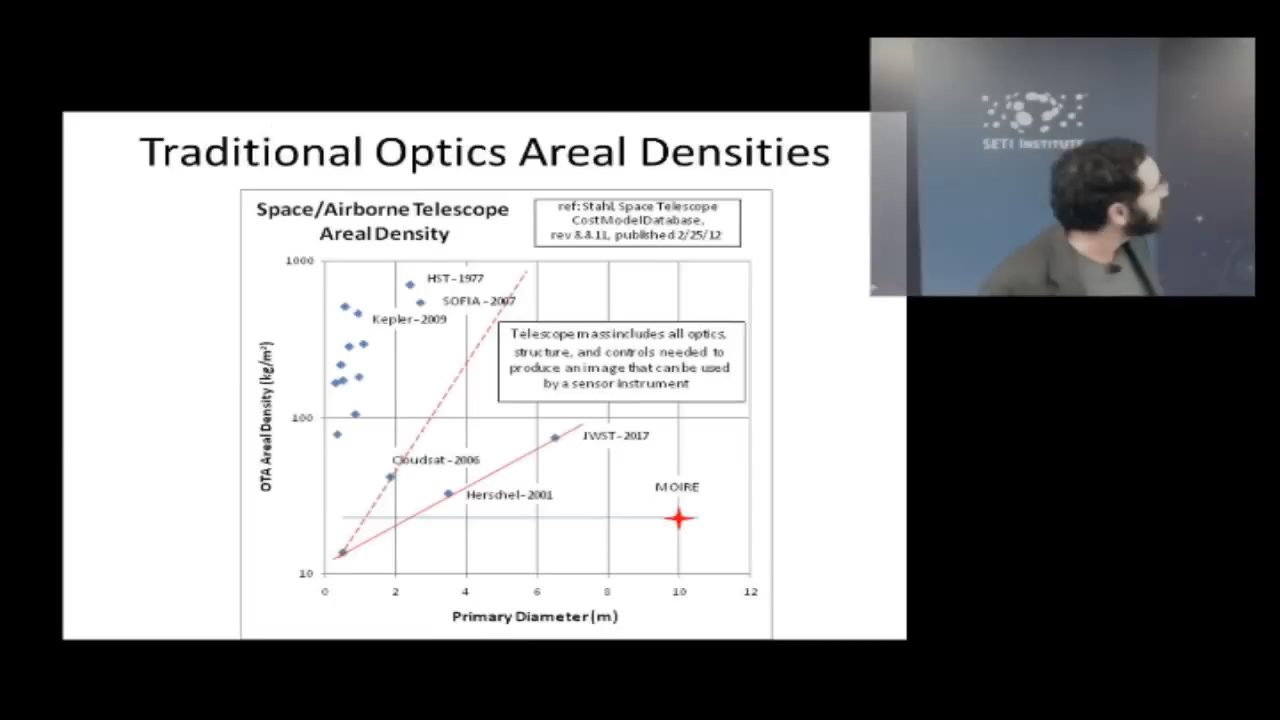 Traditional Optics Areal Densities
Space/Airborne Telescope
Areal Density
ref: Stahl, Space Telescope
Cost Model Database,
rev 8.8.11, published 2/25/12
1000
HST-1977
SOFIA-2007
Kepler-2009
Telescope mass includes all optics,
structure, and controls needed to
produce an image that can be used
by a sensor instrument
100
JWST-2017
Cloudsat-2006
Herschel-2001
MOIRE
10
OTA Areal Density (kg/m²)
0 2 4 6 8 10 12
Primary Diameter (m)
SETI INSTITUTE